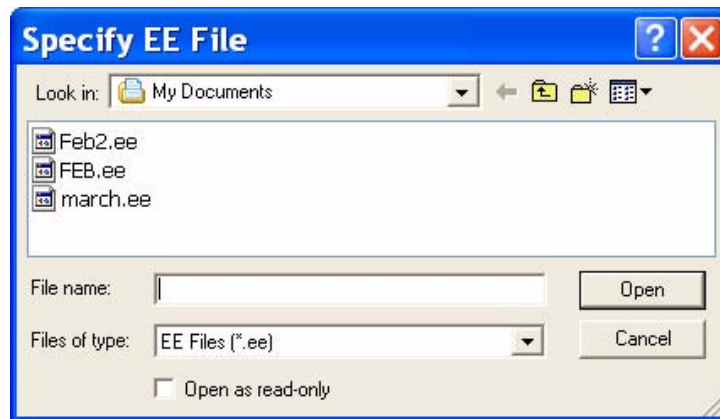 Specify EE File
Look in: My Documents
Feb2.ee
FEB.ee
march.ee
File name: Open
Files of type: EE Files (*.ee) Cancel
Open as read-only